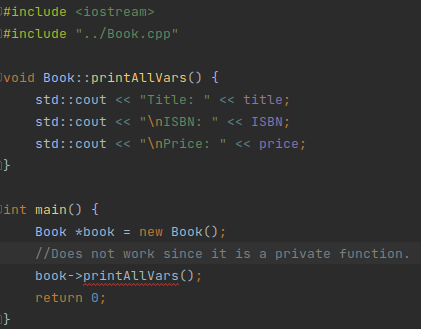 #include <iostream>
#include "../Book.cpp"
void Book::printAllVars() {
std::cout << "Title: " << title;
std::cout << "\nISBN: " << ISBN;
std::cout << "\nPrice: " << price;
}
int main() {
Book *book = new Book();
//Does not work since it is a private function.
book->printAllVars();
return 0;
}